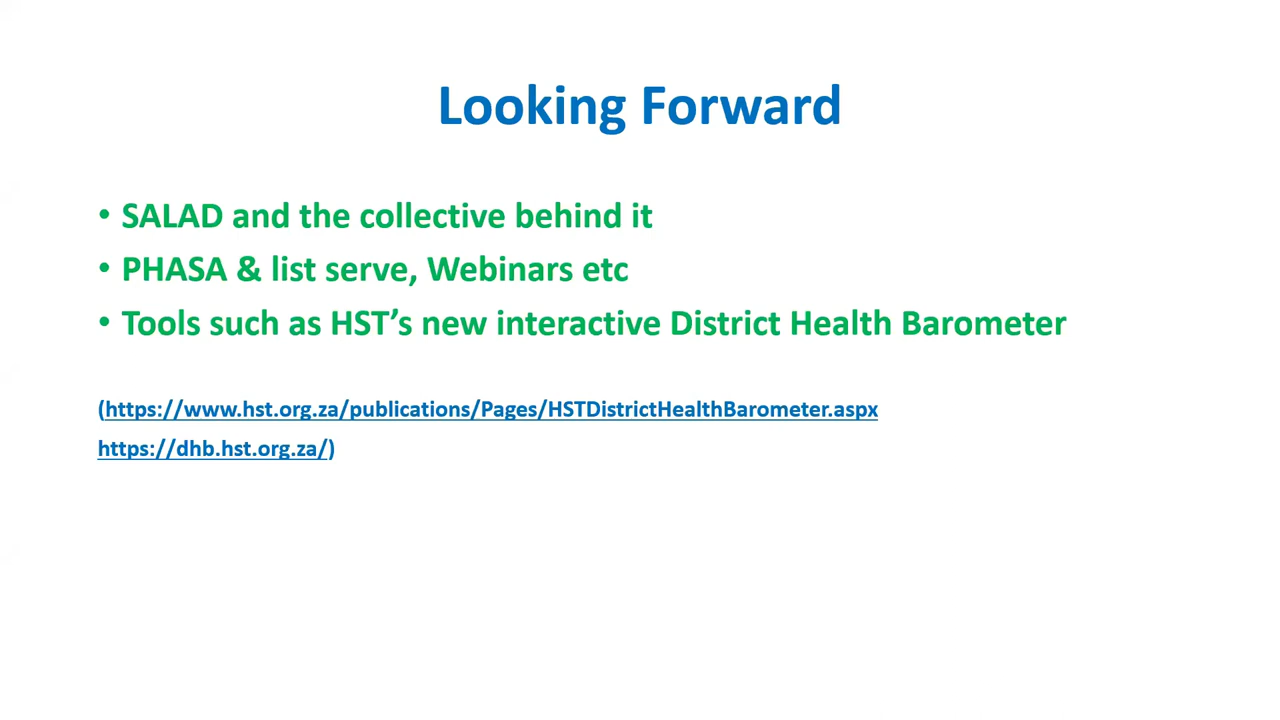 Looking Forward
• SALAD and the collective behind it
• PHASA & list serve, Webinars etc
• Tools such as HST’s new interactive District Health Barometer
(https://www.hst.org.za/publications/Pages/HSTDistrictHealthBarometer.aspx
https://dhb.hst.org.za/)